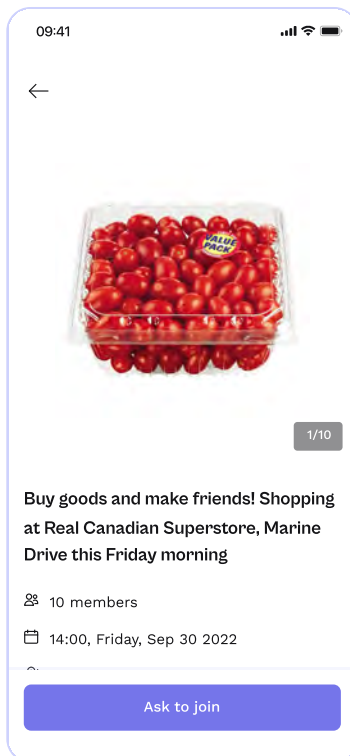 09:41
VALUE
PACK
1/10
Buy goods and make friends! Shopping
at Real Canadian Superstore, Marine
Drive this Friday morning
10 members
14:00, Friday, Sep 30 2022
Ask to join